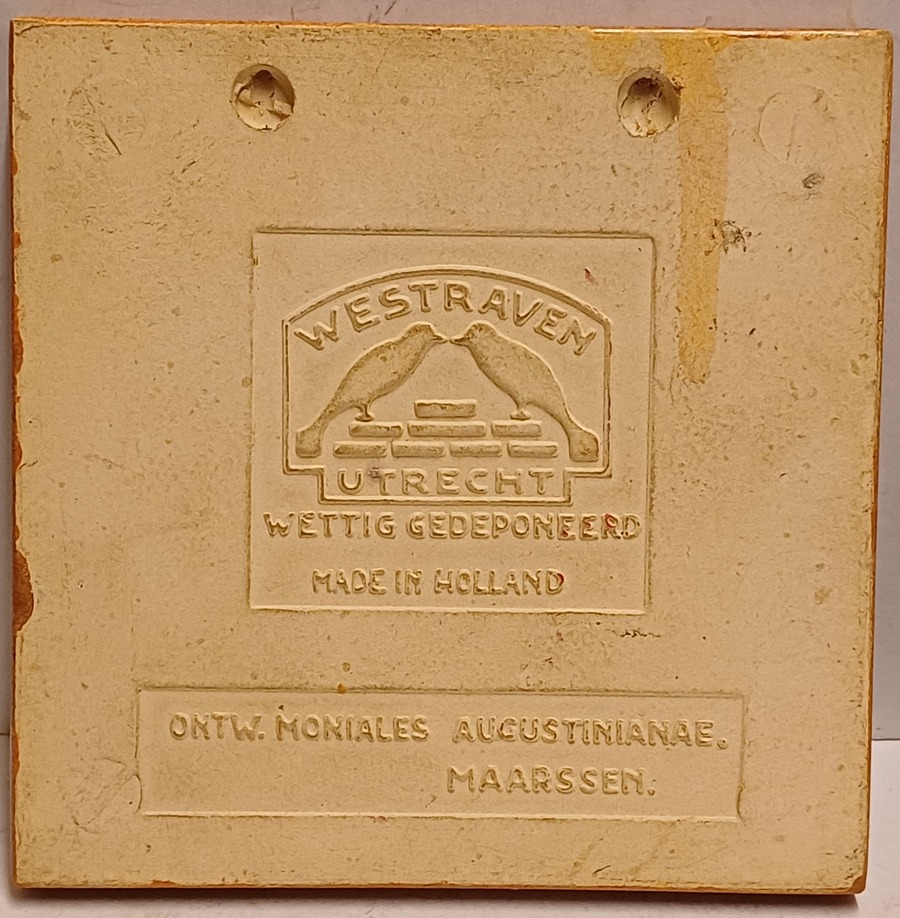 WESTRAVEN
UTRECHT
WETTIG GEDEPONEERD
MADE IN HOLLAND
ONTW. MONIALES AUGUSTINIANAE.
MAARSSEN.